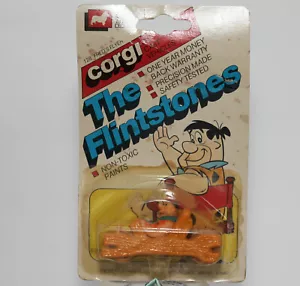 corgi
ONE YEAR MONEY
BACK WARRANTY
PRECISION MADE
SAFETY TESTED
The
Flintstones
NON-TOXIC
PAINTS